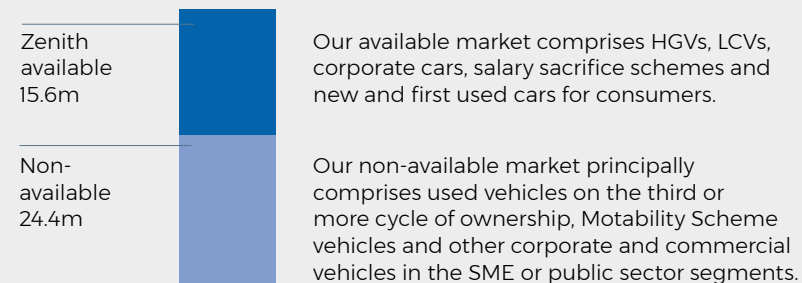 Zenith
available
15.6m
Our available market comprises HGVs, LCVs,
corporate cars, salary sacrifice schemes and
new and first used cars for consumers.
Non-
available
24.4m
Our non-available market principally
comprises used vehicles on the third or
more cycle of ownership, Motability Scheme
vehicles and other corporate and commercial
vehicles in the SME or public sector segments.